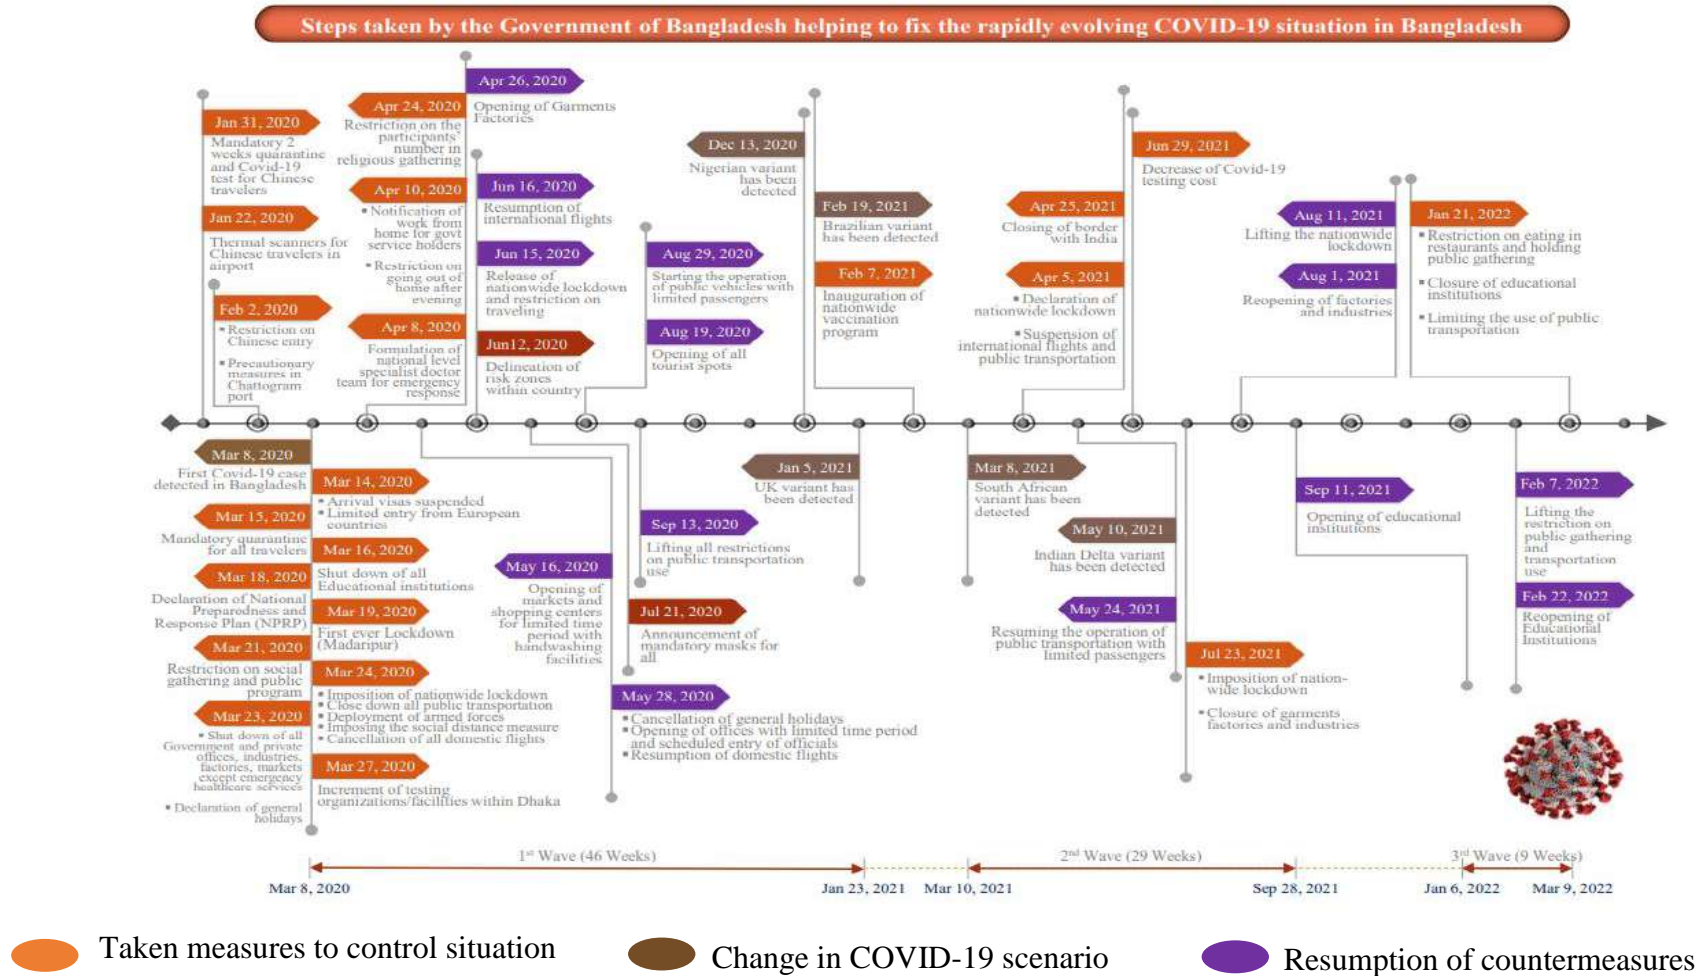 Steps taken by the Government of Bangladesh helping to fix the rapidly evolving COVID-19 situation in Bangladesh
Jan 31, 2020
Mandatory 2
weeks quarantine
and Covid-19
test for Chinese
travelers
Jan 22, 2020
Thermal scanners for
Chinese travelers in
airport
Feb 2, 2020
▪ Restriction on
Chinese entry
▪ Precautionary
measures in
Chattogram
port
Apr 26, 2020
Opening of Garments
Factories
Apr 24, 2020
Restriction on the
participants'
number in
religious gathering
Apr 10, 2020
▪ Notification of
work from
home for govt
service holders
▪ Restriction on
going out of
home after
evening
Apr 8, 2020
Formulation of
national level
specialist doctor
team for emergency
response
Jun 16, 2020
Resumption of
international flights
Jun 15, 2020
Release of
nationwide lockdown
and restriction on
traveling
Jun12, 2020
Delineation of
risk zones
within country
Aug 29, 2020
Starting the operation
of public vehicles with
limited passengers
Aug 19, 2020
Opening of all
tourist spots
Dec 13, 2020
Nigerian variant
has been
detected
Feb 19, 2021
Brazilian variant
has been detected
Feb 7, 2021
Inauguration of
nationwide
vaccination
program
Apr 25, 2021
Closing of border
with India
Apr 5, 2021
▪ Declaration of
nationwide lockdown
▪ Suspension of
international flights and
public transportation
Jun 29, 2021
Decrease of Covid-19
testing cost
Aug 11, 2021
Lifting the nationwide
lockdown
Aug 1, 2021
Reopening of factories
and industries
Jan 21, 2022
▪ Restriction on eating in
restaurants and holding
public gathering
▪ Closure of educational
institutions
▪ Limiting the use of public
transportation
Mar 8, 2020
First Covid-19 case
detected in Bangladesh
Mar 14, 2020
▪ Arrival visas suspended
▪ Limited entry from European
countries
Mar 15, 2020
Mandatory quarantine
for all travelers
Mar 16, 2020
Shut down of all
Educational institutions
Mar 18, 2020
Declaration of National
Preparedness and
Response Plan (NPRP)
Mar 19, 2020
First ever Lockdown
(Madaripur)
Mar 21, 2020
Restriction on social
gathering and public
program
Mar 24, 2020
▪ Imposition of nationwide lockdown
▪ Close down all public transportation
▪ Deployment of armed forces
▪ Imposing the social distance measure
▪ Cancellation of all domestic flights
Mar 23, 2020
▪ Shut down of all
Government and private
offices, industries,
factories, markets
except emergency
healthcare services
▪ Declaration of general
holidays
Mar 27, 2020
Increment of testing
organizations/facilities within Dhaka
May 16, 2020
Opening of
markets and
shopping centers
for limited time
period with
handwashing
facilities
May 28, 2020
▪ Cancellation of general holidays
▪ Opening of offices with limited time period
and scheduled entry of officials
▪ Resumption of domestic flights
Sep 13, 2020
Lifting all restrictions
on public transportation
use
Jul 21, 2020
Announcement of
mandatory masks for
all
Jan 5, 2021
UK variant has
been detected
Mar 8, 2021
South African
variant has been
detected
May 10, 2021
Indian Delta variant
has been detected
May 24, 2021
Resuming the operation of
public transportation with
limited passengers
Jul 23, 2021
▪ Imposition of nation-
wide lockdown
▪ Closure of garments
factories and industries
Sep 11, 2021
Opening of educational
institutions
Feb 7, 2022
Lifting the
restriction on
public gathering
and
transportation
use
Feb 22, 2022
Reopening of
Educational
Institutions
1st Wave (46 Weeks)
2nd Wave (29 Weeks)
3rd Wave (9 Weeks)
Mar 8, 2020
Jan 23, 2021
Mar 10, 2021
Sep 28, 2021
Jan 6, 2022
Mar 9, 2022
Taken measures to control situation
Change in COVID-19 scenario
Resumption of countermeasures